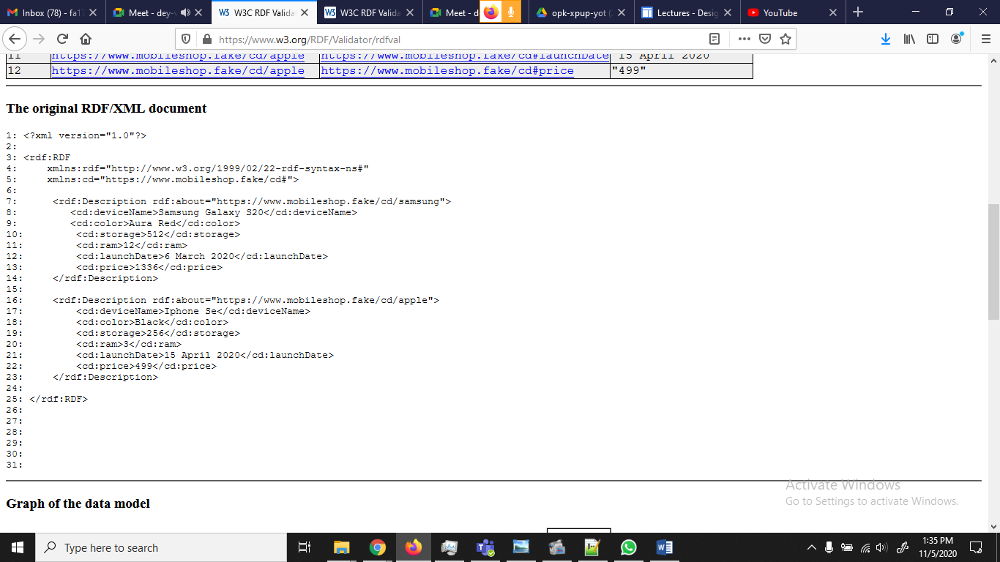 Inbox (78) - fa17
Meet - dey-
W3C RDF Valida
W3C RDF Valida
Meet - d
opk-xpup-yot (
Lectures - Desig
YouTube
https://www.w3.org/RDF/Validator/rdfval
11 https://www.mobileshop.fake/cd/apple https://www.mobileshop.fake/cd#launchDate "15 April 2020"
12 https://www.mobileshop.fake/cd/apple https://www.mobileshop.fake/cd#price "499"
The original RDF/XML document
1: <?xml version="1.0"?>
2:
3: <rdf:RDF
4: xmlns:rdf="http://www.w3.org/1999/02/22-rdf-syntax-ns#"
5: xmlns:cd="https://www.mobileshop.fake/cd#">
6:
7: <rdf:Description rdf:about="https://www.mobileshop.fake/cd/samsung">
8: <cd:deviceName>Samsung Galaxy S20</cd:deviceName>
9: <cd:color>Aura Red</cd:color>
10: <cd:storage>512</cd:storage>
11: <cd:ram>12</cd:ram>
12: <cd:launchDate>6 March 2020</cd:launchDate>
13: <cd:price>1336</cd:price>
14: </rdf:Description>
15:
16: <rdf:Description rdf:about="https://www.mobileshop.fake/cd/apple">
17: <cd:deviceName>Iphone Se</cd:deviceName>
18: <cd:color>Black</cd:color>
19: <cd:storage>256</cd:storage>
20: <cd:ram>3</cd:ram>
21: <cd:launchDate>15 April 2020</cd:launchDate>
22: <cd:price>499</cd:price>
23: </rdf:Description>
24:
25: </rdf:RDF>
26:
27:
28:
29:
30:
31:
Activate Windows
Go to Settings to activate Windows.
Graph of the data model
Type here to search
1:35 PM
11/5/2020